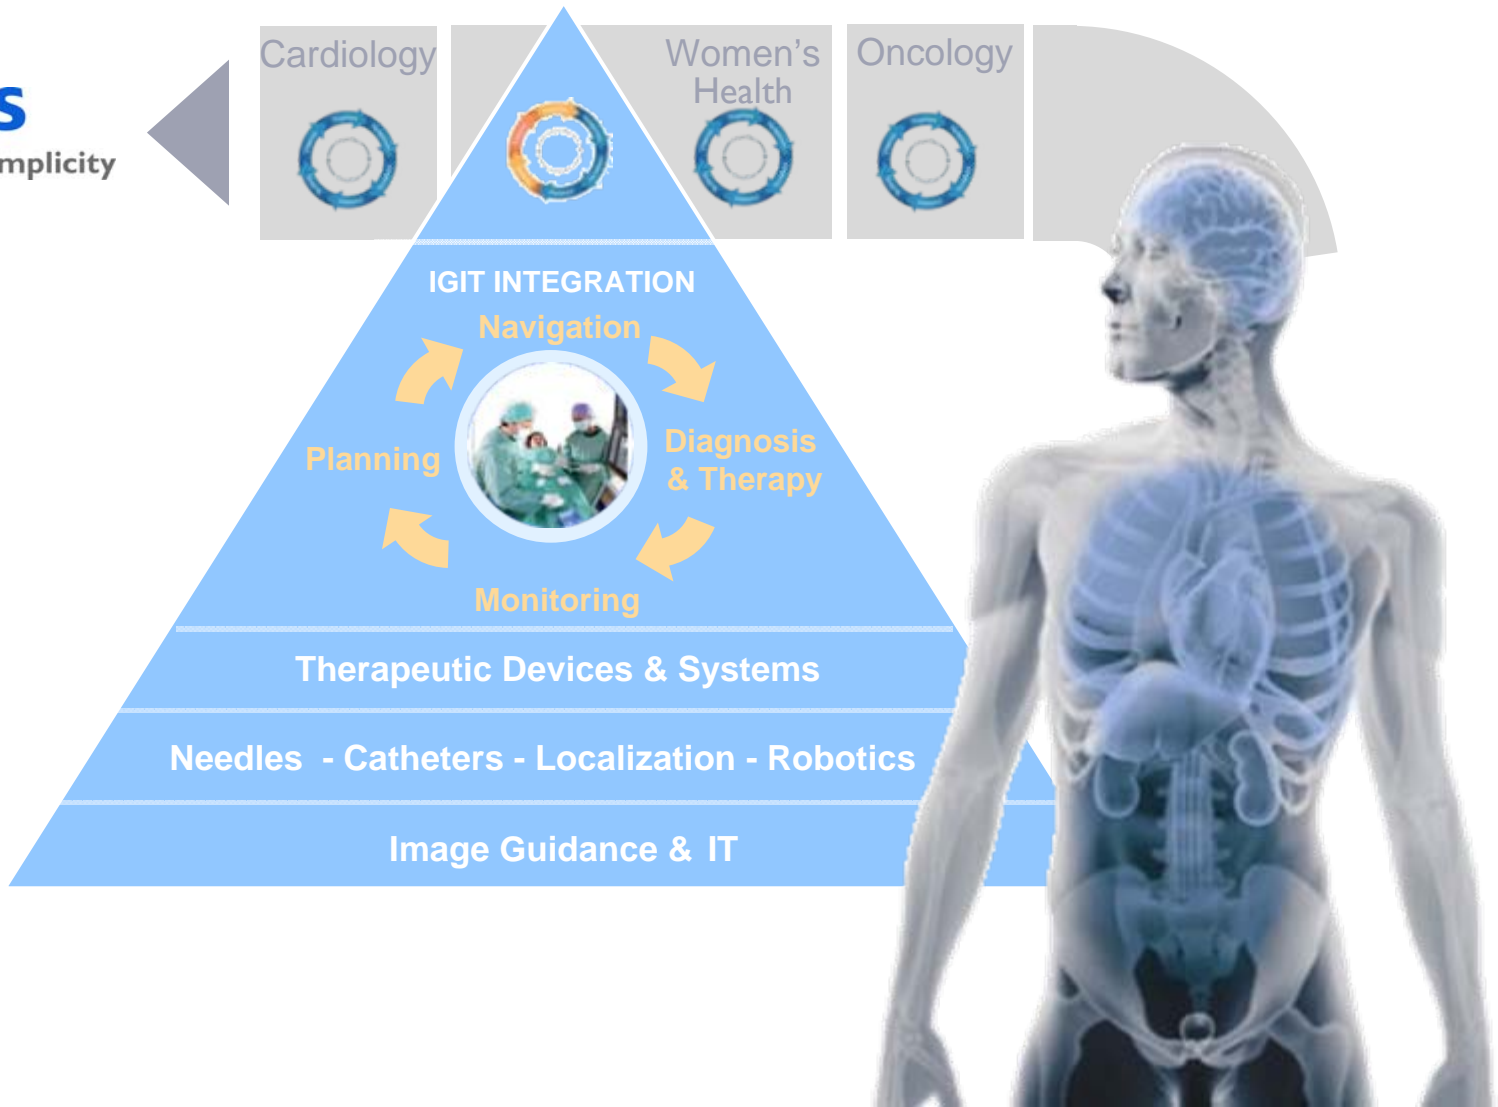 s
mplicity
Cardiology
Women's
Health
Oncology
IGIT INTEGRATION
Navigation
Planning
Diagnosis
& Therapy
Monitoring
Therapeutic Devices & Systems
Needles - Catheters - Localization - Robotics
Image Guidance & IT